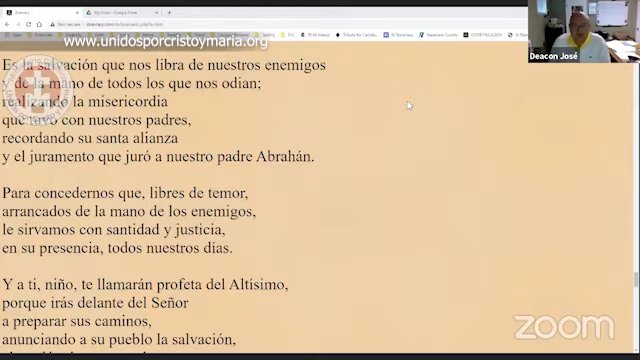 www.unidosporcristoymaria.org
Deacon José
Es la salvación que nos libra de nuestros enemigos
y de la mano de todos los que nos odian;
realizando la misericordia
que tuvo con nuestros padres,
recordando su santa alianza
y el juramento que juró a nuestro padre Abrahán.
Para concedernos que, libres de temor,
arrancados de la mano de los enemigos,
le sirvamos con santidad y justicia,
en su presencia, todos nuestros días.
Y a ti, niño, te llamarán profeta del Altísimo,
porque irás delante del Señor
a preparar sus caminos,
anunciando a su pueblo la salvación,
zoom